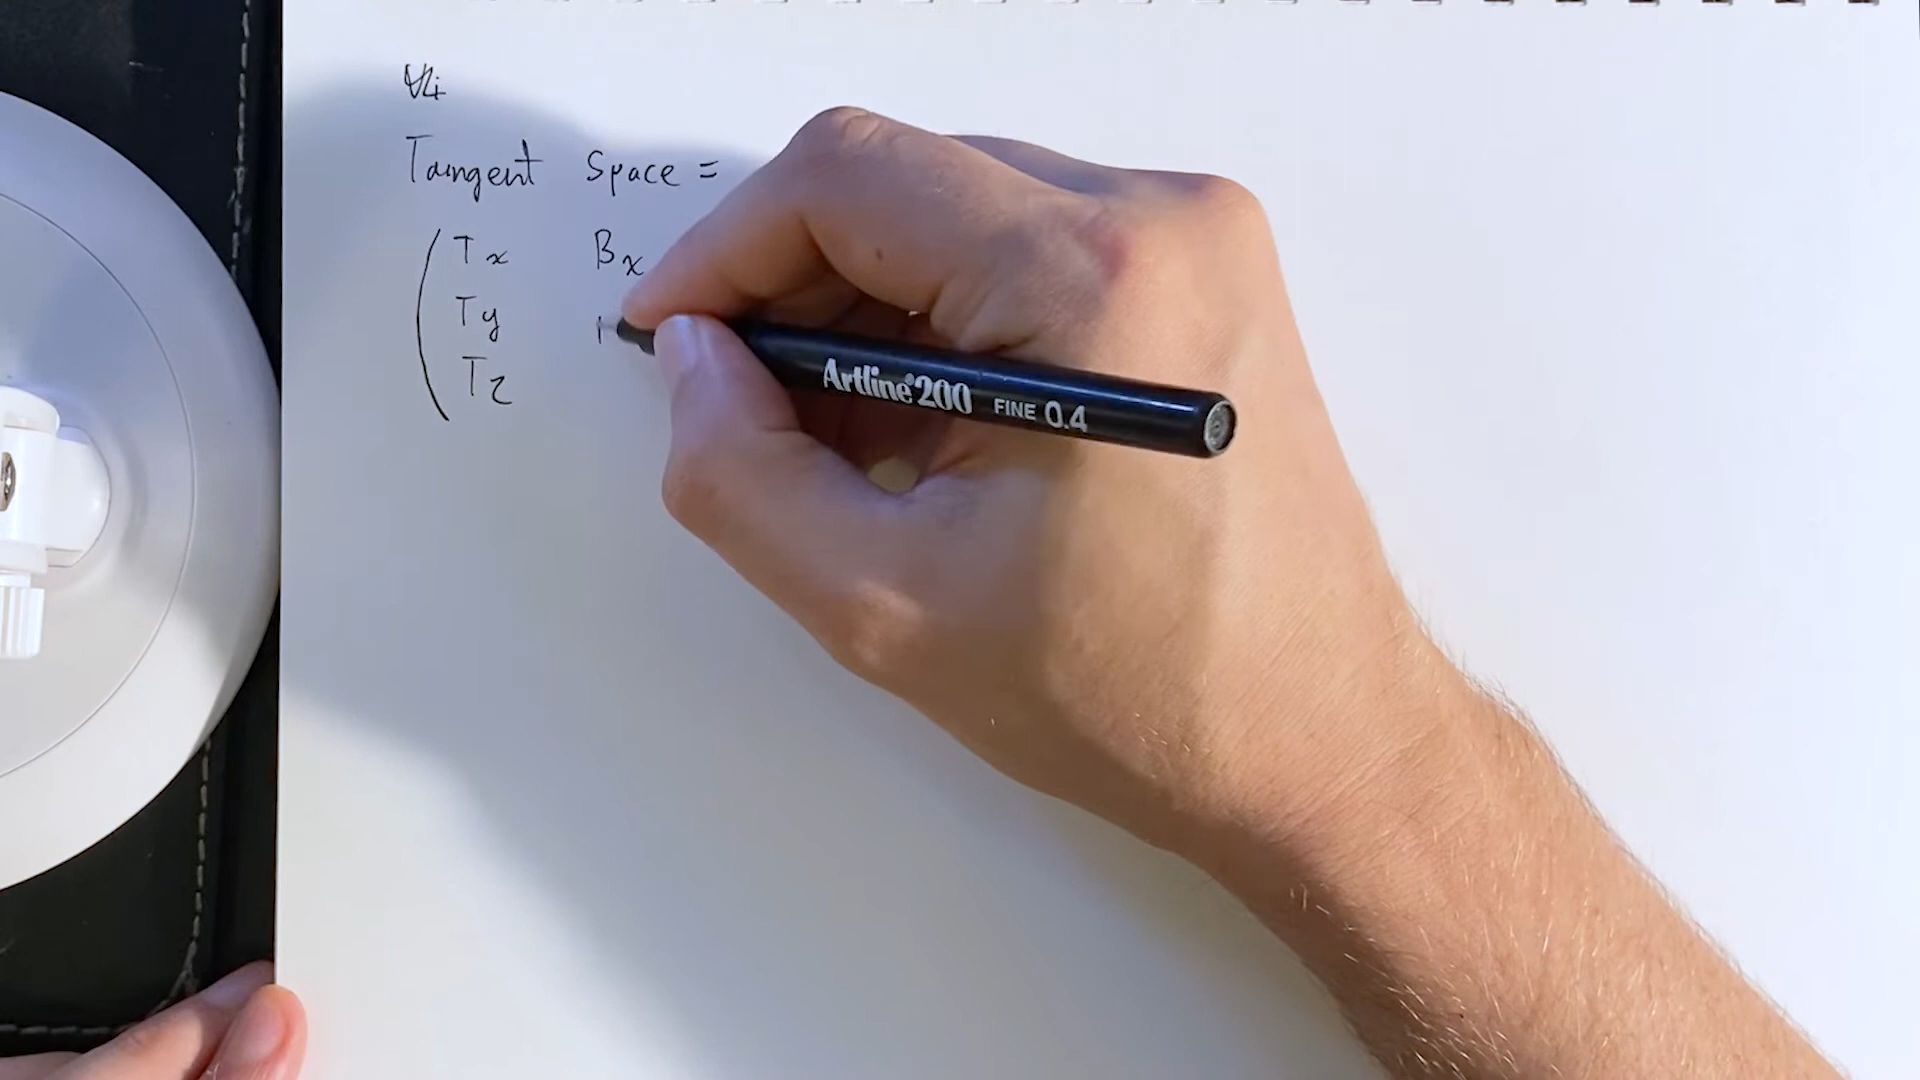 Tangent Space =
Tx Bx
Ty
Tz
Artline 200 FINE 0.4